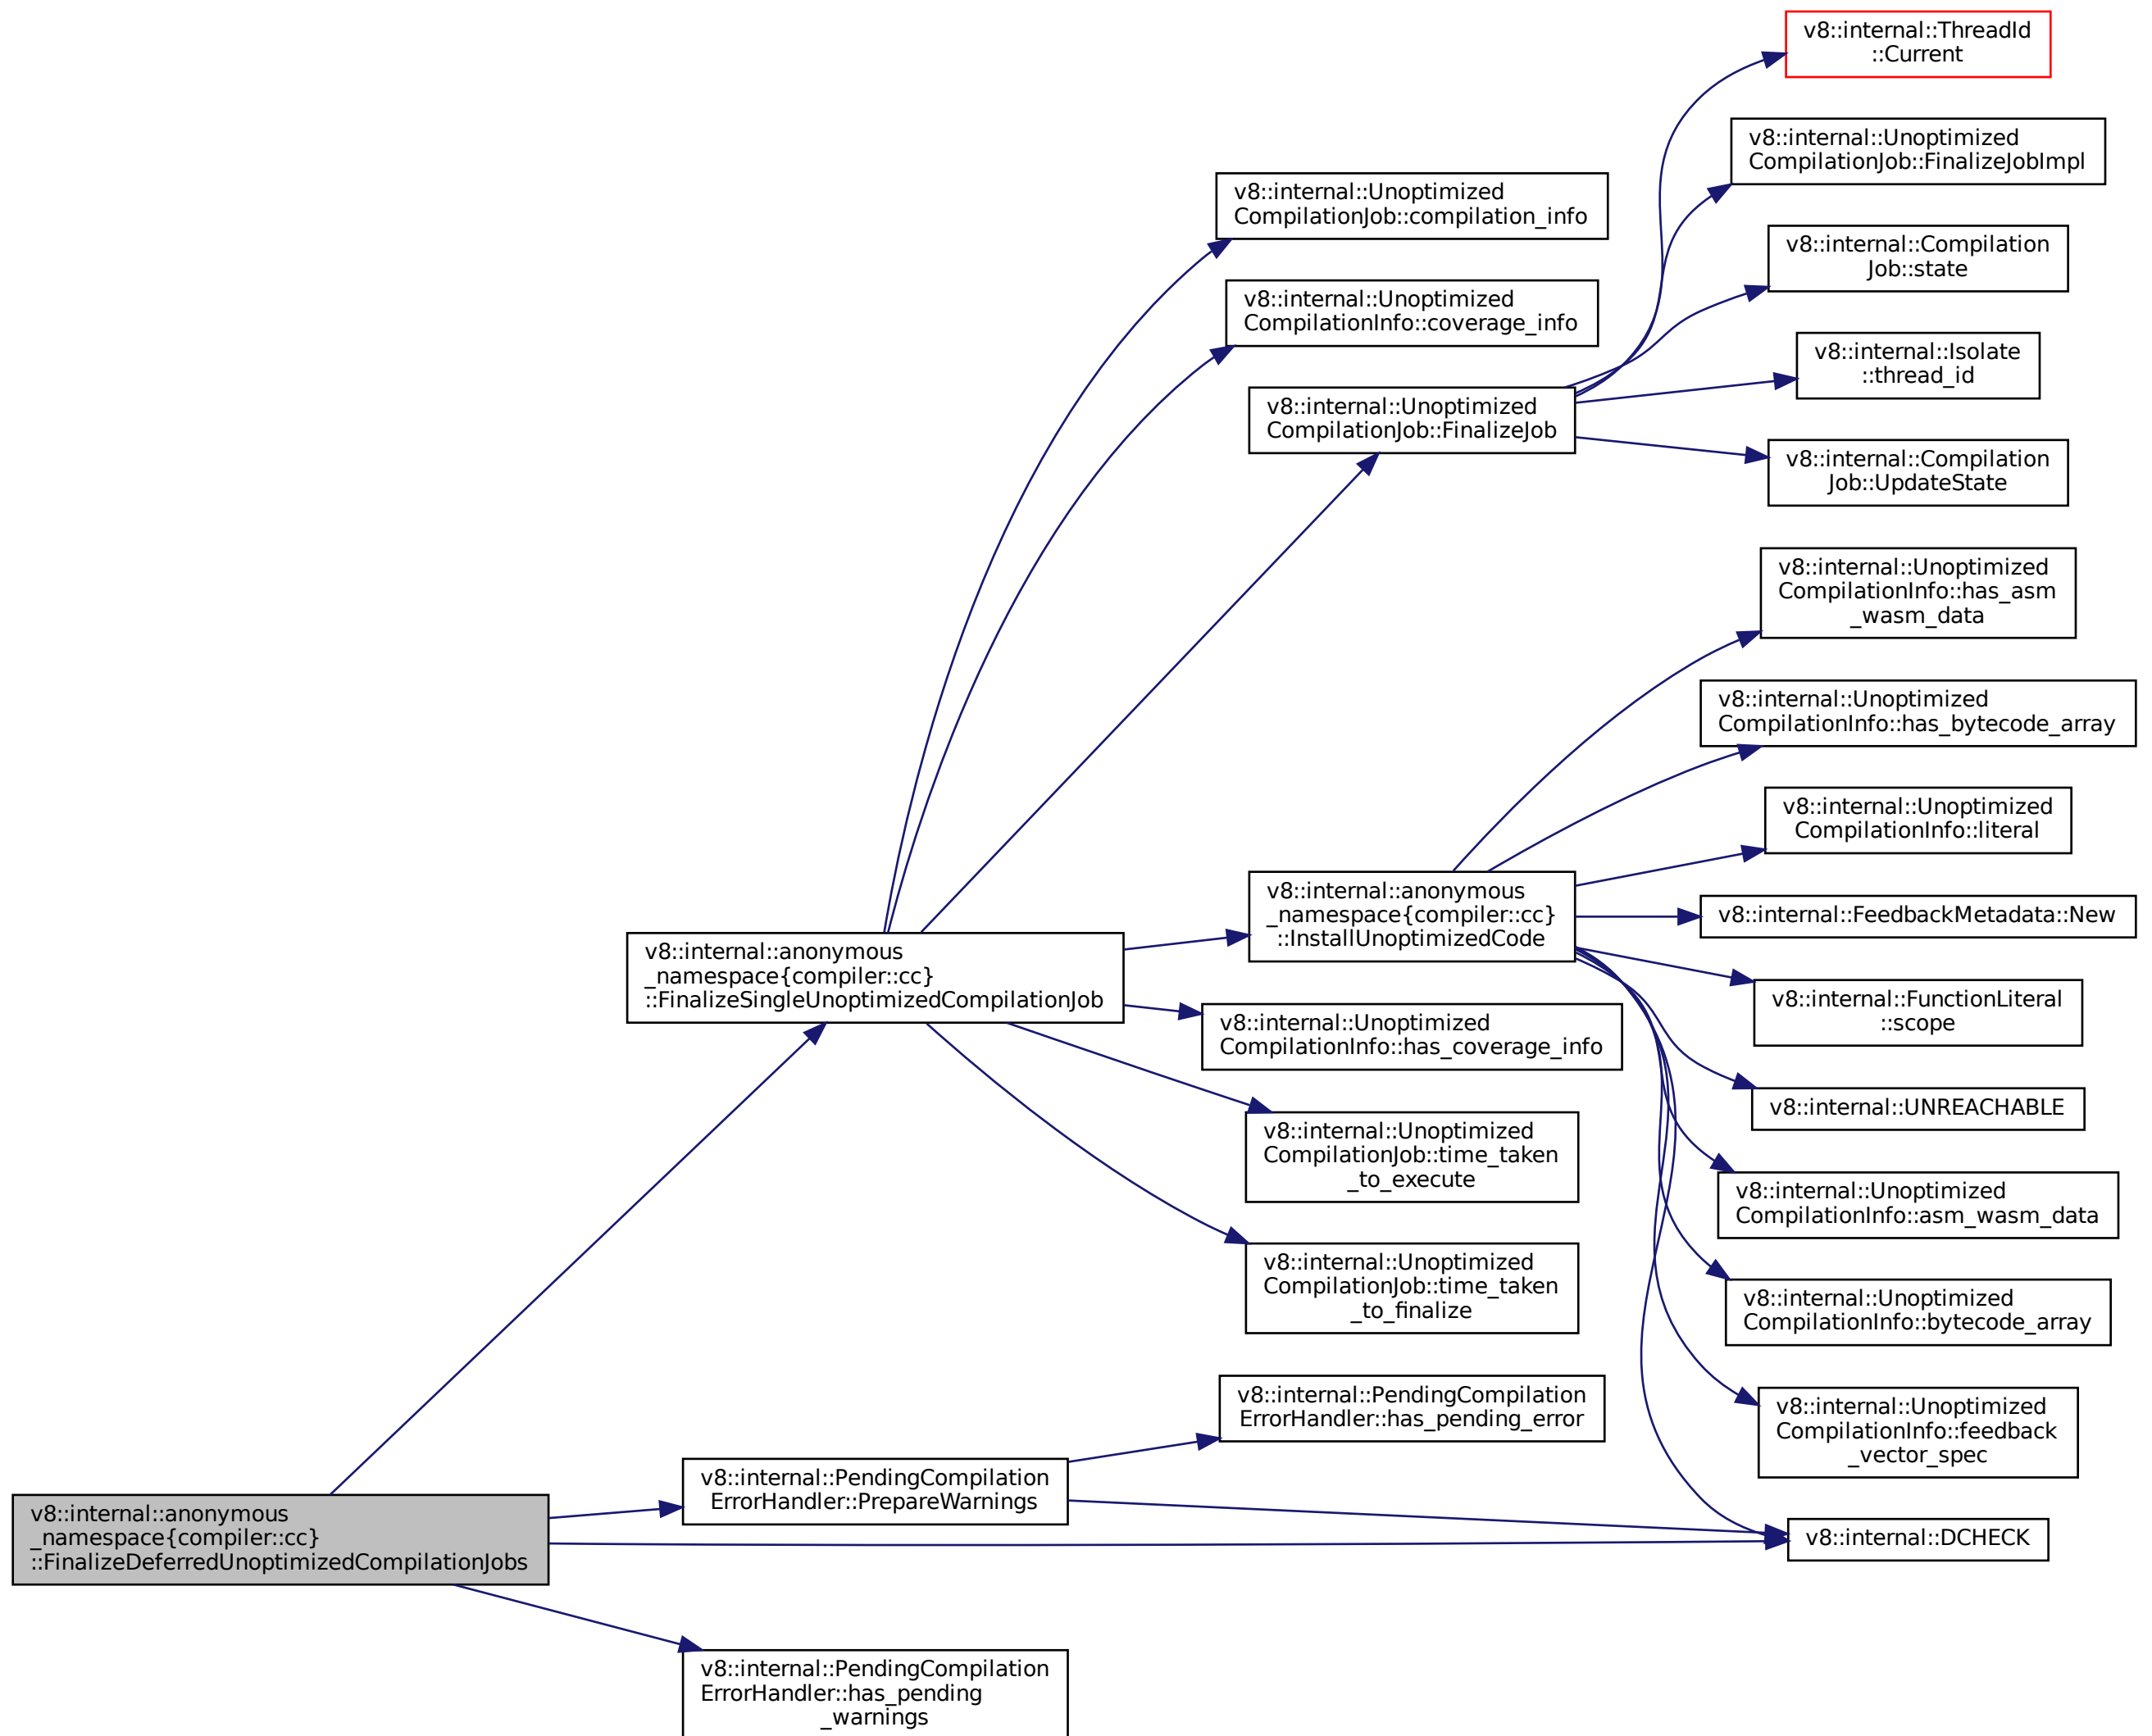 v8::internal::ThreadId
::Current
v8::internal::Unoptimized
CompilationJob::FinalizeJobImpl
v8::internal::Unoptimized
CompilationJob::compilation_info
v8::internal::Compilation
Job::state
v8::internal::Unoptimized
CompilationInfo::coverage_info
v8::internal::Isolate
::thread_id
v8::internal::Unoptimized
CompilationJob::FinalizeJob
v8::internal::Compilation
Job::UpdateState
v8::internal::Unoptimized
CompilationInfo::has_asm
_wasm_data
v8::internal::Unoptimized
CompilationInfo::has_bytecode_array
v8::internal::Unoptimized
CompilationInfo::literal
v8::internal::anonymous
_namespace{compiler::cc}
::InstallUnoptimizedCode
v8::internal::FeedbackMetadata::New
v8::internal::anonymous
_namespace{compiler::cc}
::FinalizeSingleUnoptimizedCompilationJob
v8::internal::FunctionLiteral
::scope
v8::internal::Unoptimized
CompilationInfo::has_coverage_info
v8::internal::UNREACHABLE
v8::internal::Unoptimized
CompilationJob::time_taken
_to_execute
v8::internal::Unoptimized
CompilationInfo::asm_wasm_data
v8::internal::Unoptimized
CompilationJob::time_taken
_to_finalize
v8::internal::Unoptimized
CompilationInfo::bytecode_array
v8::internal::PendingCompilation
ErrorHandler::has_pending_error
v8::internal::Unoptimized
CompilationInfo::feedback
_vector_spec
v8::internal::PendingCompilation
ErrorHandler::PrepareWarnings
v8::internal::anonymous
_namespace{compiler::cc}
::FinalizeDeferredUnoptimizedCompilationJobs
v8::internal::DCHECK
v8::internal::PendingCompilation
ErrorHandler::has_pending
_warnings